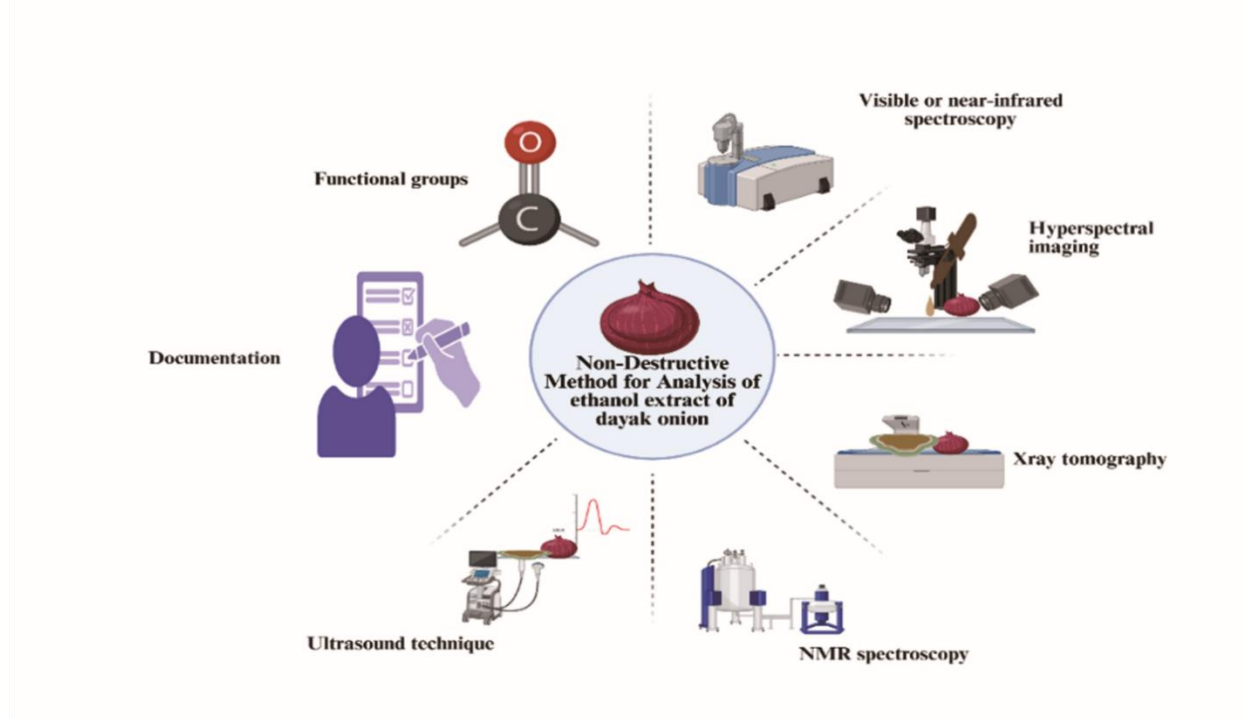 Visible or near-infrared
spectroscopy
Functional groups
O
C
Hyperspectral
imaging
Documentation
Non-Destructive
Method for Analysis of
ethanol extract of
dayak onion
Xray tomography
Ultrasound technique
NMR spectroscopy